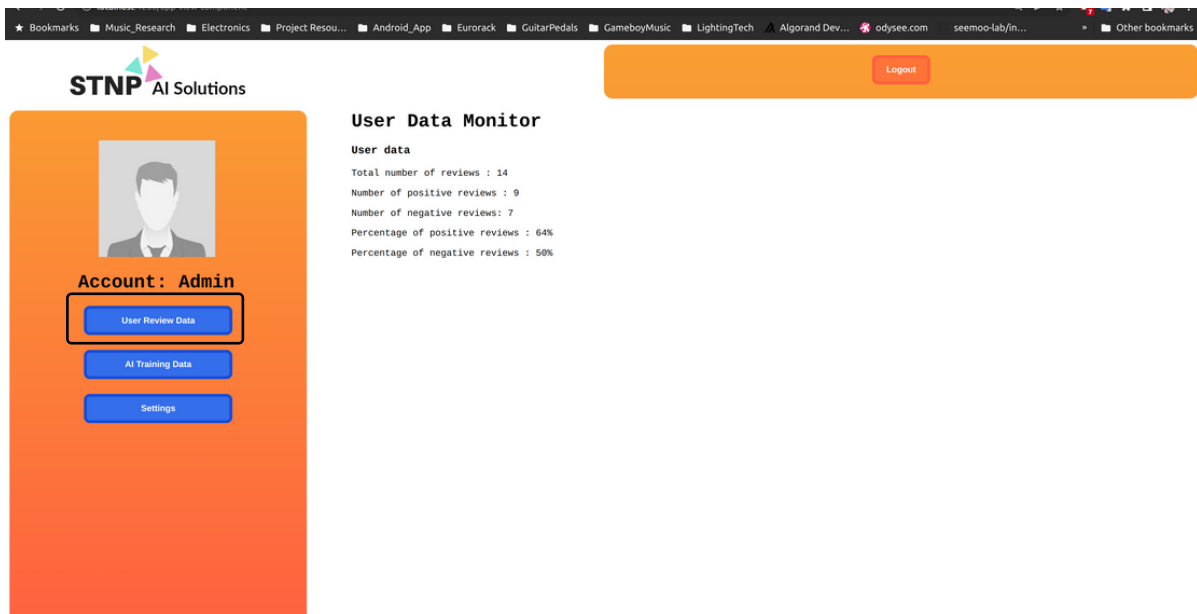 ★ Bookmarks Music_Research Electronics Project Resou... Android_App Eurorack GuitarPedals GameboyMusic LightingTech Algorand Dev... odysee.com seemoo-lab/in... » Other bookmarks
7
STNP AI Solutions
Logout
User Data Monitor
User data
Total number of reviews : 14
Number of positive reviews : 9
Number of negative reviews: 7
Percentage of positive reviews : 64%
Percentage of negative reviews : 50%
Account: Admin
User Review Data
AI Training Data
Settings